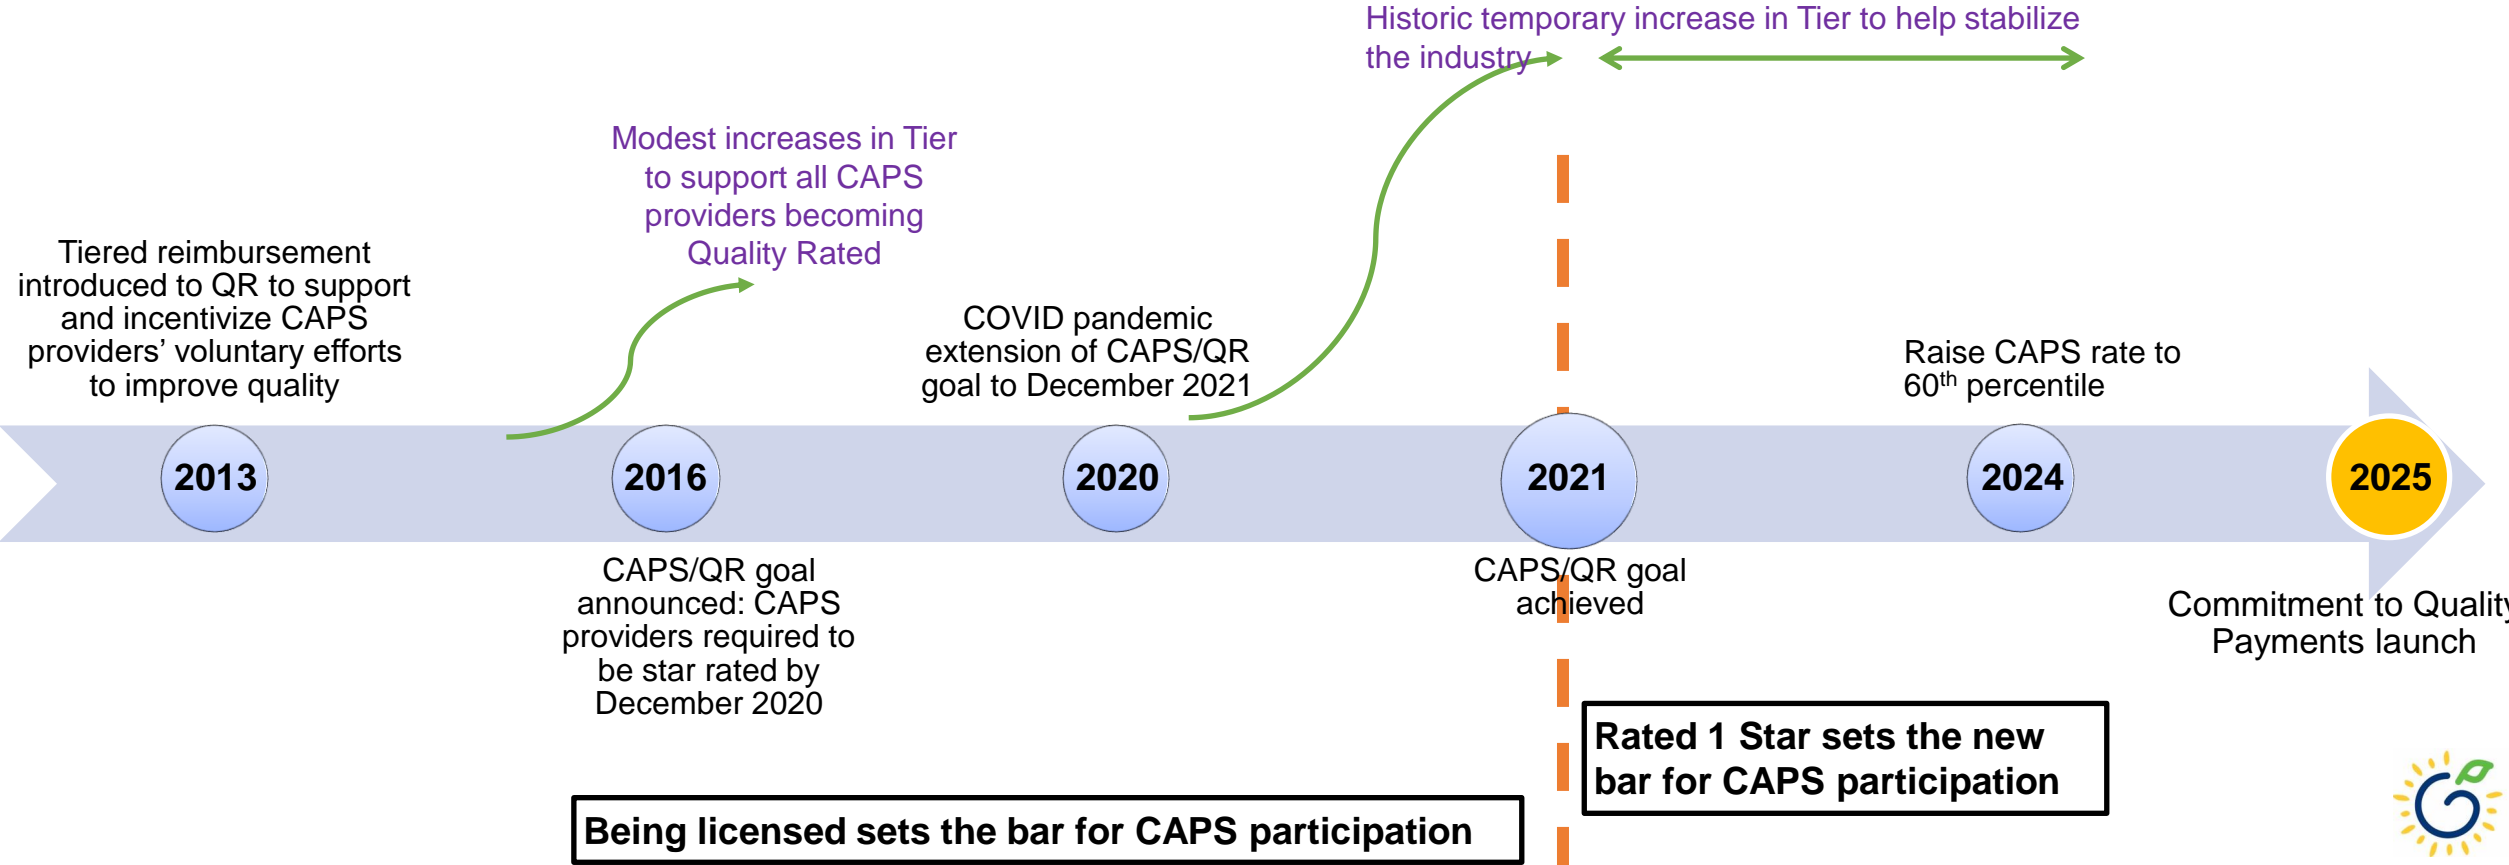 Historic temporary increase in Tier to help stabilize
the industry
Modest increases in Tier
to support all CAPS
providers becoming
Quality Rated
Tiered reimbursement
introduced to QR to support
and incentivize CAPS
providers’ voluntary efforts
to improve quality
COVID pandemic
extension of CAPS/QR
goal to December 2021
Raise CAPS rate to
60th percentile
2013
2016
2020
2021
2024
2025
CAPS/QR goal
announced: CAPS
providers required to
be star rated by
December 2020
CAPS/QR goal
achieved
Commitment to Quality
Payments launch
Rated 1 Star sets the new
bar for CAPS participation
Being licensed sets the bar for CAPS participation